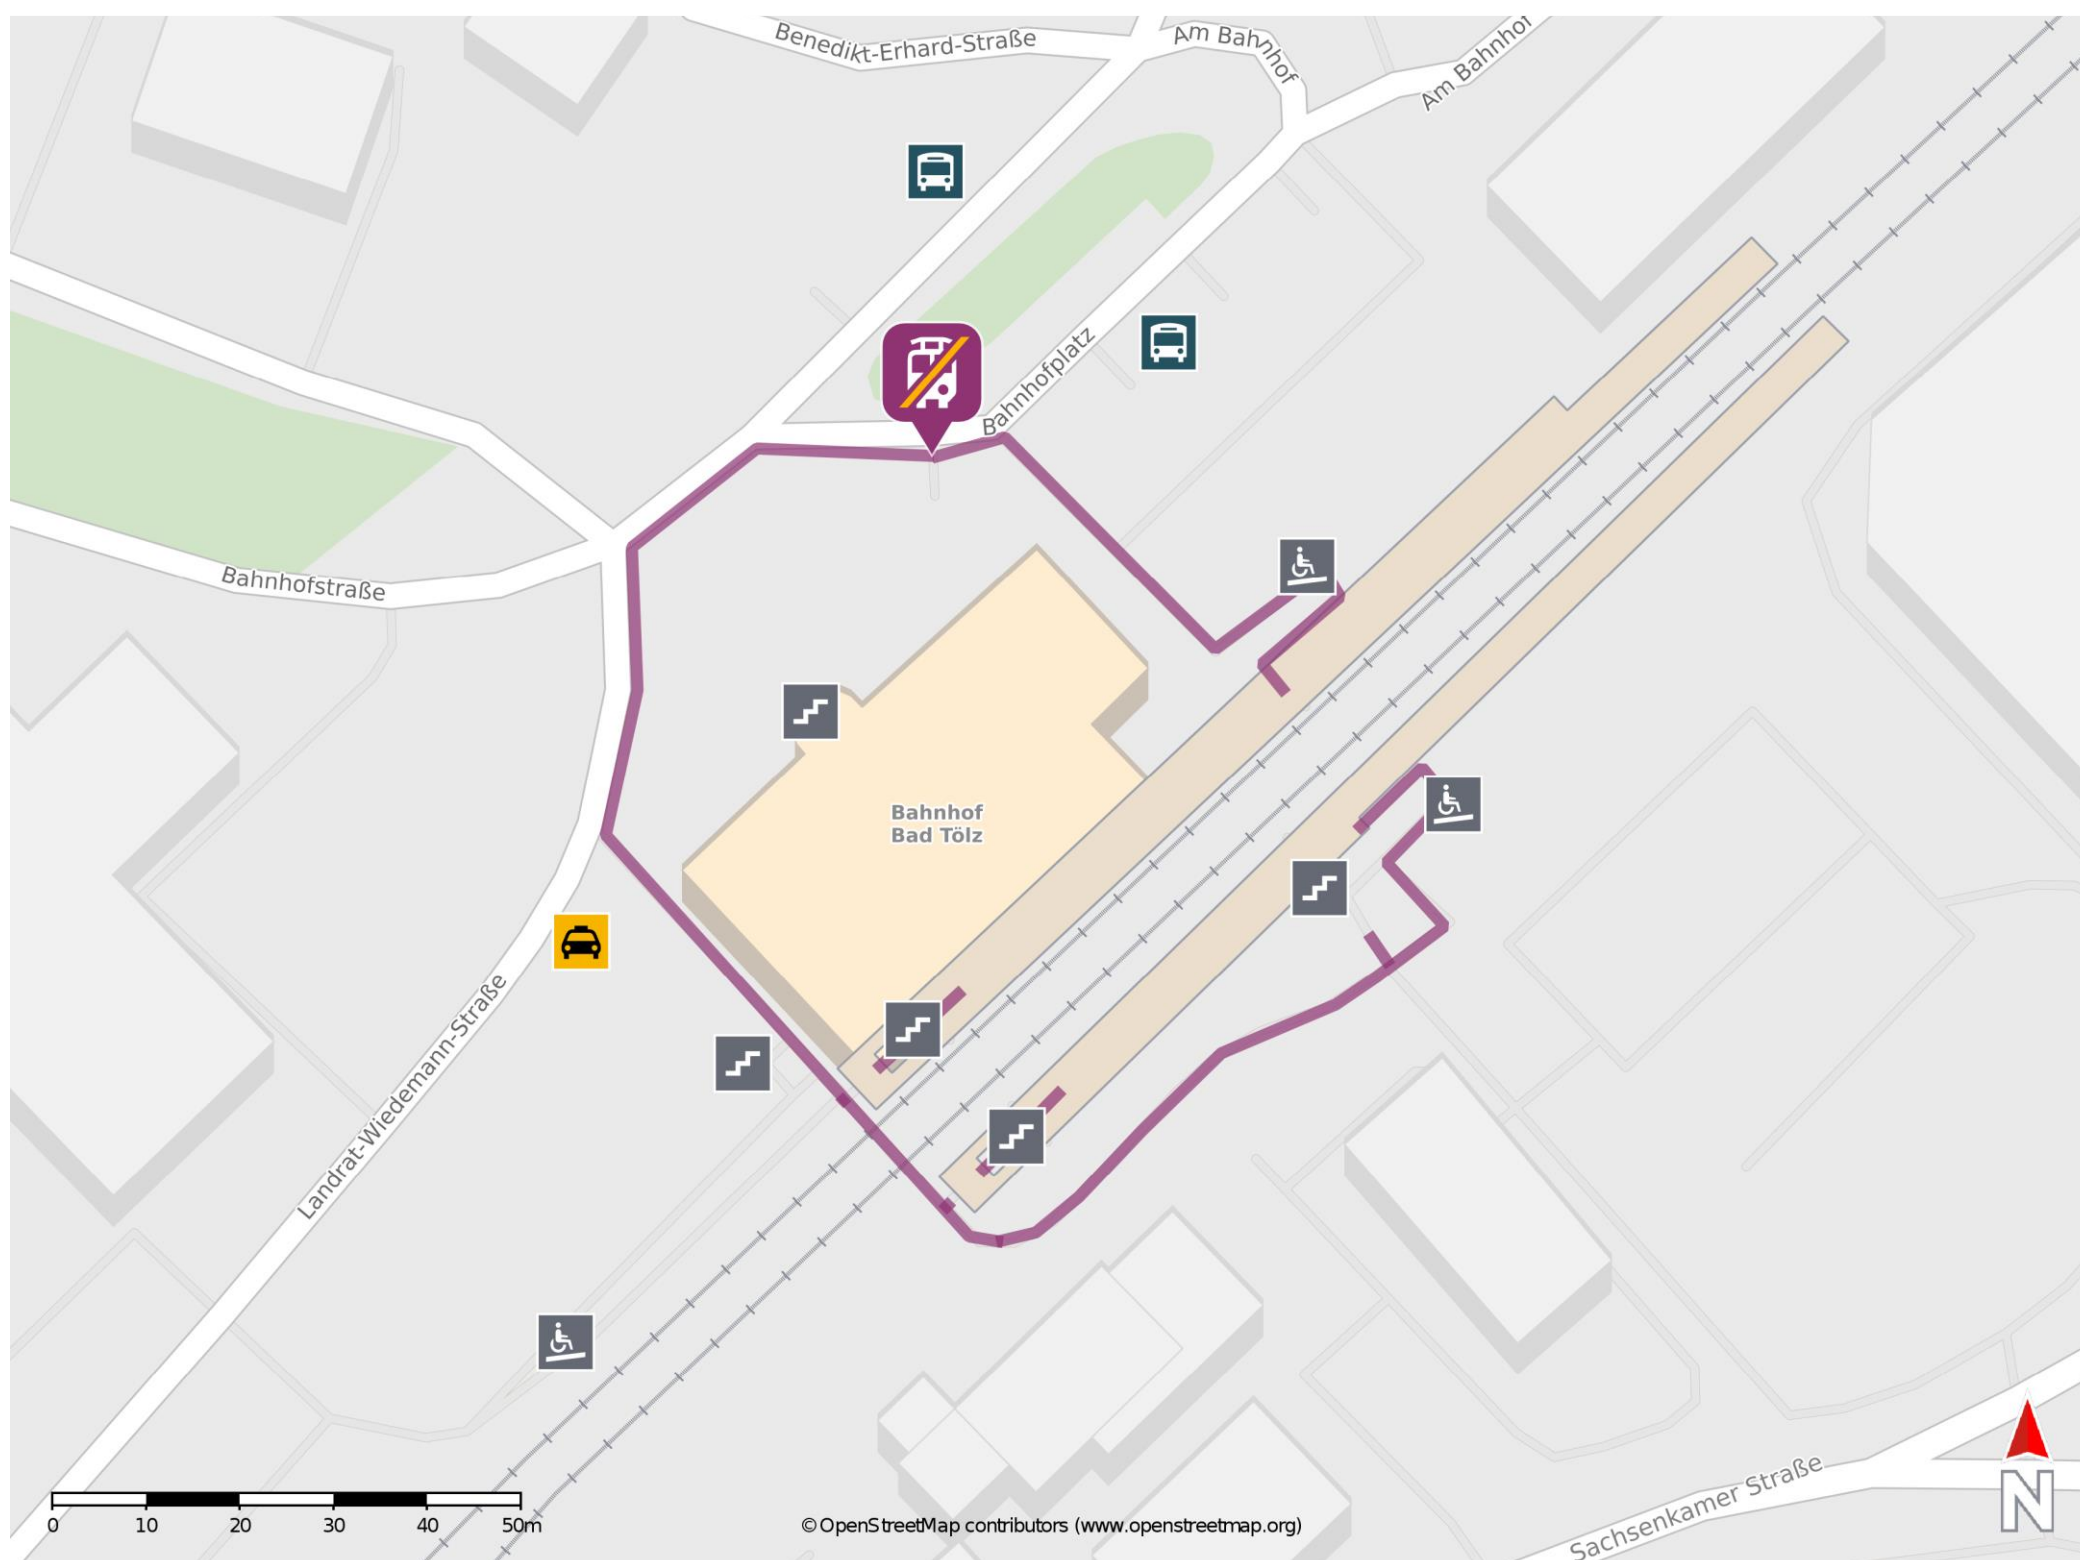 Benedikt-Erhard-Straße
Am Bahnhof
Am Bahnhof
Bahnhofplatz
Bahnhofstraße
Bahnhof
Bad Tölz
Landrat-Wiedemann-Straße
Sachsenkamer Straße
N
0 10 20 30 40 50m
© OpenStreetMap contributors (www.openstreetmap.org)